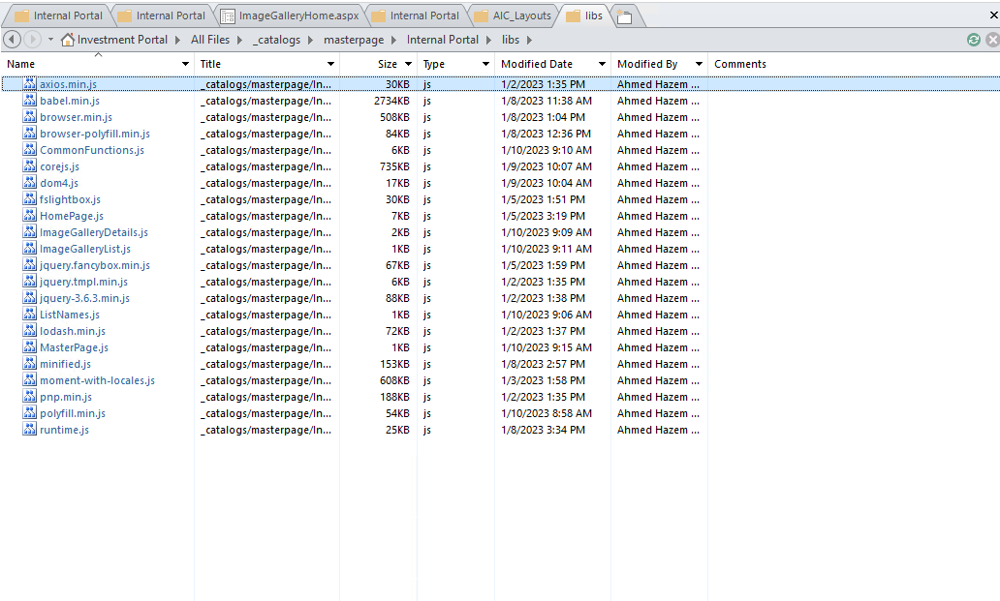 Internal Portal Internal Portal ImageGalleryHome.aspx Internal Portal AIC_Layouts libs
Investment Portal All Files _catalogs masterpage Internal Portal libs
Name Title Size Type Modified Date Modified By Comments
axios.min.js _catalogs/masterpage/In... 30KB js 1/2/2023 1:35 PM Ahmed Hazem ...
babel.min.js _catalogs/masterpage/In... 2734KB js 1/8/2023 11:38 AM Ahmed Hazem ...
browser.min.js _catalogs/masterpage/In... 508KB js 1/8/2023 1:04 PM Ahmed Hazem ...
browser-polyfill.min.js _catalogs/masterpage/In... 84KB js 1/8/2023 12:36 PM Ahmed Hazem ...
CommonFunctions.js _catalogs/masterpage/In... 6KB js 1/10/2023 9:10 AM Ahmed Hazem ...
corejs.js _catalogs/masterpage/In... 735KB js 1/9/2023 10:07 AM Ahmed Hazem ...
dom4.js _catalogs/masterpage/In... 17KB js 1/9/2023 10:04 AM Ahmed Hazem ...
fslightbox.js _catalogs/masterpage/In... 30KB js 1/5/2023 1:51 PM Ahmed Hazem ...
HomePage.js _catalogs/masterpage/In... 7KB js 1/5/2023 3:19 PM Ahmed Hazem ...
ImageGalleryDetails.js _catalogs/masterpage/In... 2KB js 1/10/2023 9:09 AM Ahmed Hazem ...
ImageGalleryList.js _catalogs/masterpage/In... 1KB js 1/10/2023 9:11 AM Ahmed Hazem ...
jquery.fancybox.min.js _catalogs/masterpage/In... 67KB js 1/5/2023 1:59 PM Ahmed Hazem ...
jquery.tmpl.min.js _catalogs/masterpage/In... 6KB js 1/2/2023 1:35 PM Ahmed Hazem ...
jquery-3.6.3.min.js _catalogs/masterpage/In... 88KB js 1/2/2023 1:38 PM Ahmed Hazem ...
ListNames.js _catalogs/masterpage/In... 1KB js 1/10/2023 9:06 AM Ahmed Hazem ...
lodash.min.js _catalogs/masterpage/In... 72KB js 1/2/2023 1:37 PM Ahmed Hazem ...
MasterPage.js _catalogs/masterpage/In... 1KB js 1/10/2023 9:15 AM Ahmed Hazem ...
minified.js _catalogs/masterpage/In... 153KB js 1/8/2023 2:57 PM Ahmed Hazem ...
moment-with-locales.js _catalogs/masterpage/In... 608KB js 1/3/2023 1:58 PM Ahmed Hazem ...
pnp.min.js _catalogs/masterpage/In... 188KB js 1/2/2023 1:35 PM Ahmed Hazem ...
polyfill.min.js _catalogs/masterpage/In... 54KB js 1/10/2023 8:58 AM Ahmed Hazem ...
runtime.js _catalogs/masterpage/In... 25KB js 1/8/2023 3:34 PM Ahmed Hazem ...